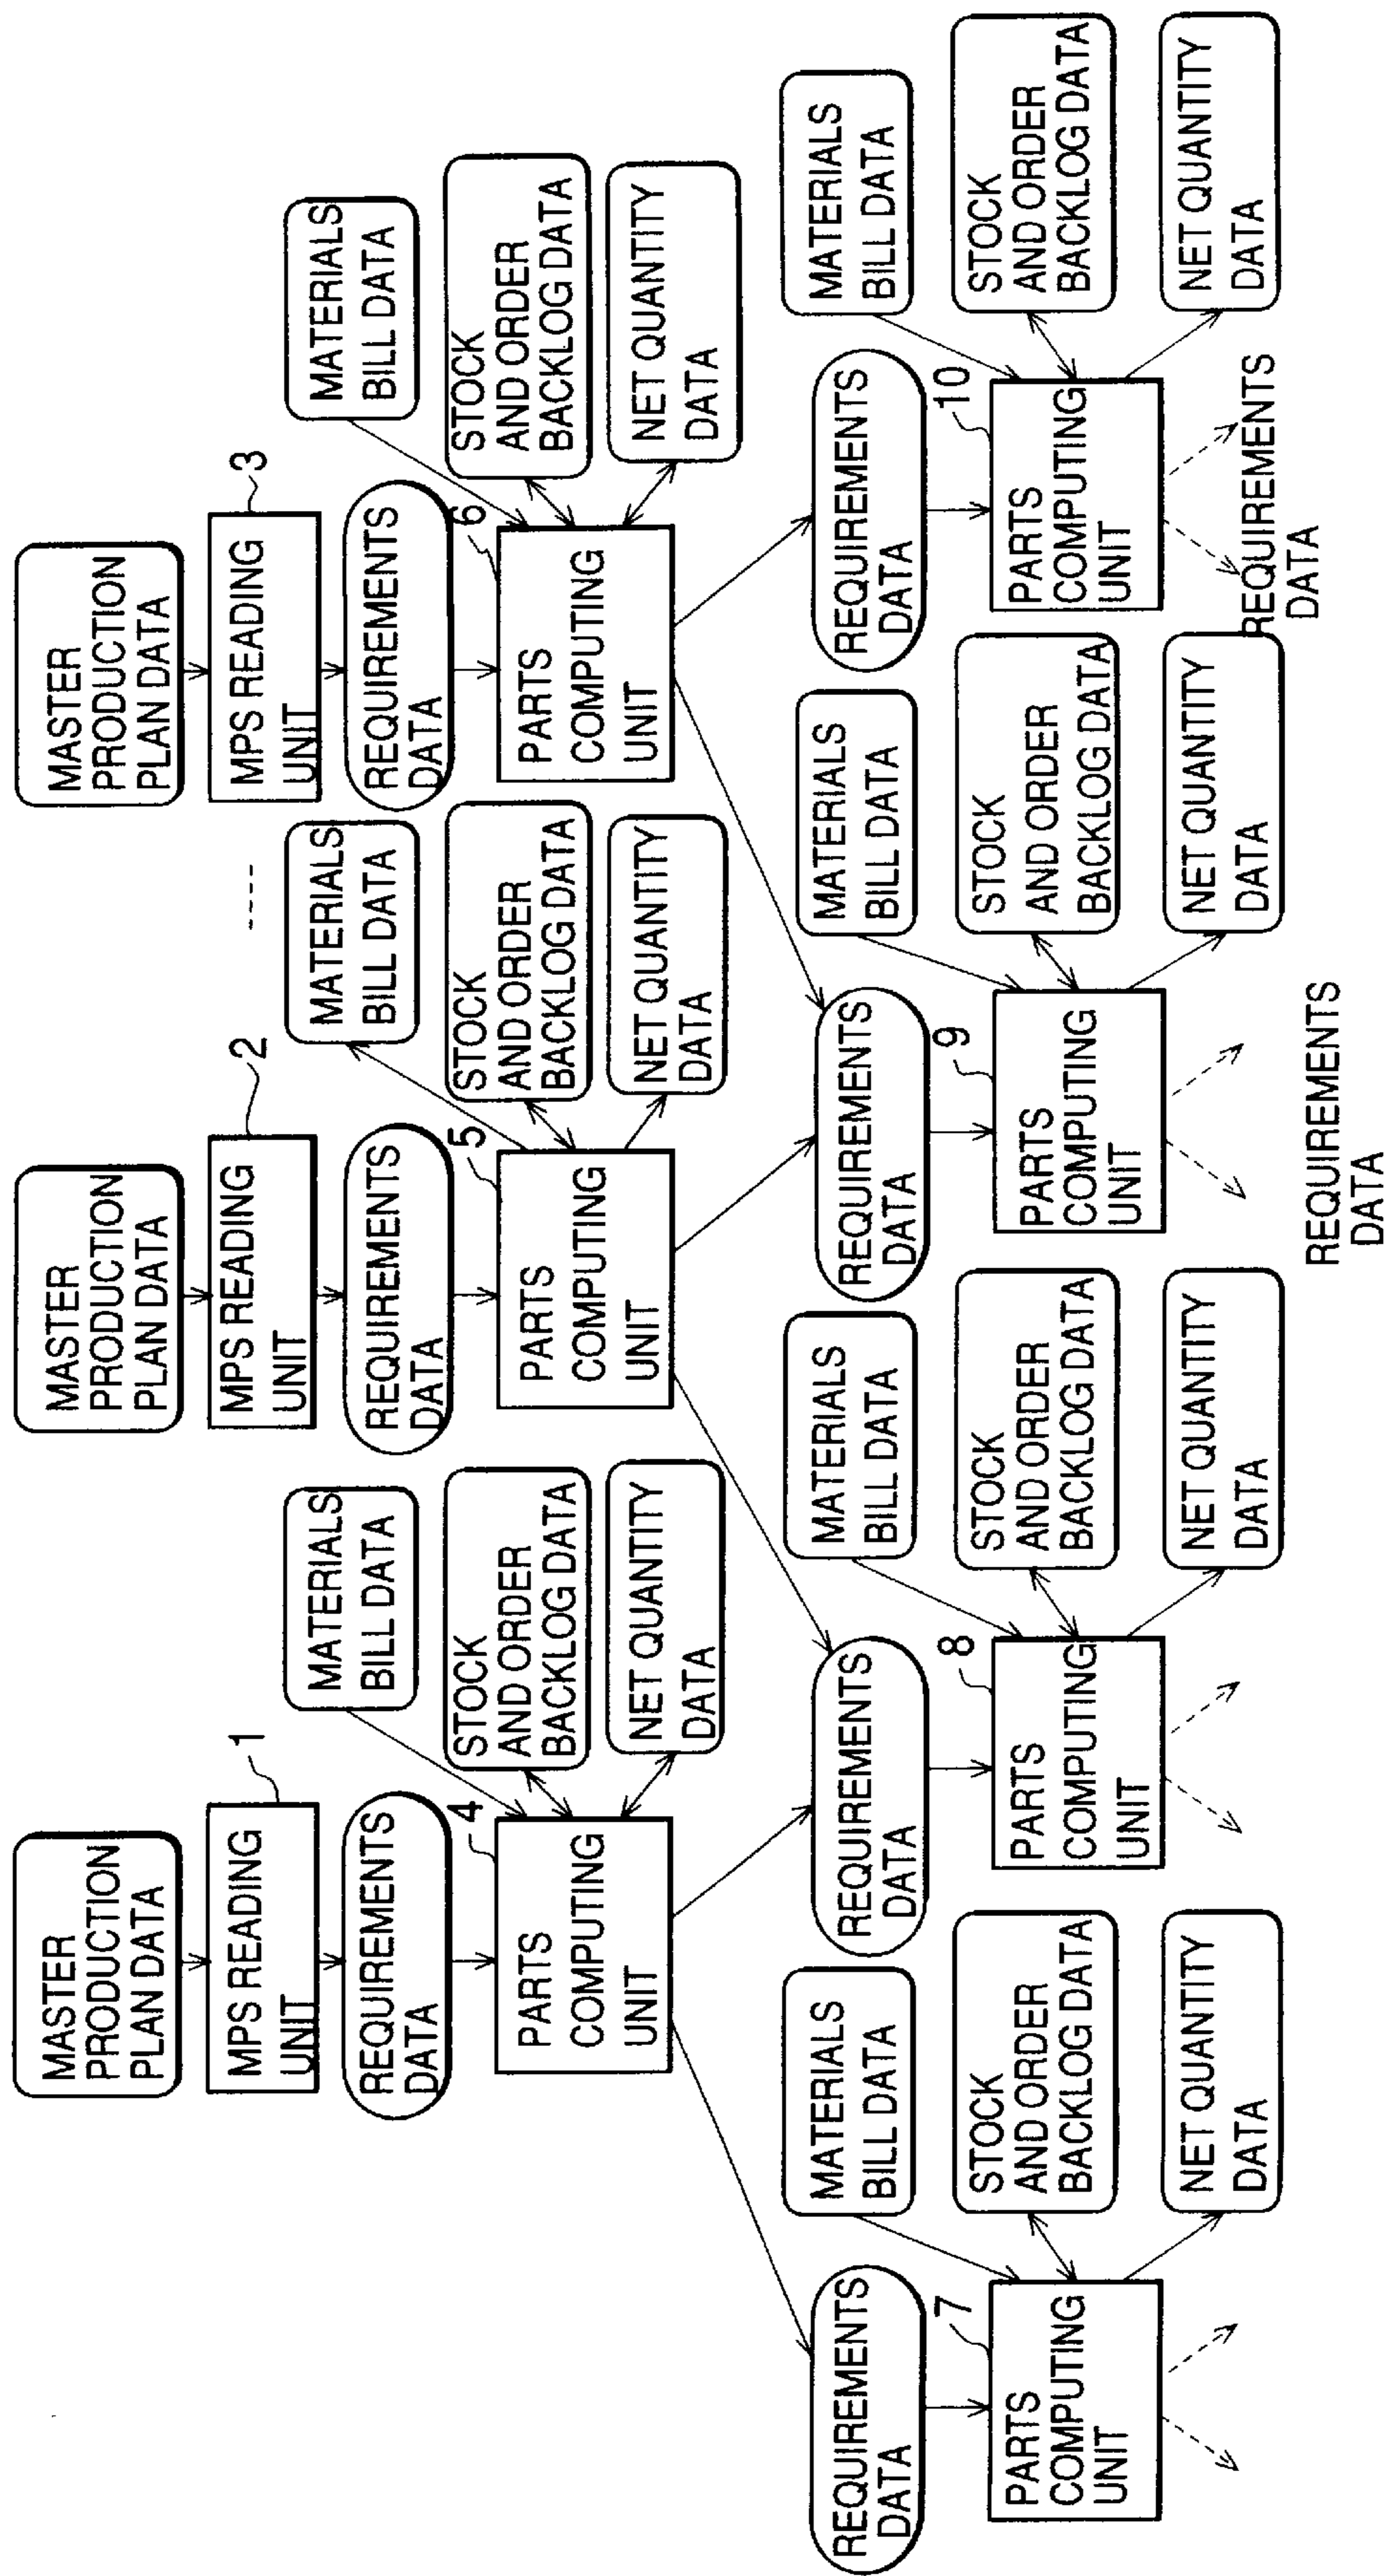 MASTER
PRODUCTION
PLAN DATA
MASTER
PRODUCTION
PLAN DATA
MASTER
PRODUCTION
PLAN DATA
1
MPS READING
UNIT
2
MPS READING
UNIT
----
3
MPS READING
UNIT
REQUIREMENTS
DATA
MATERIALS
BILL DATA
REQUIREMENTS
DATA
MATERIALS
BILL DATA
REQUIREMENTS
DATA
MATERIALS
BILL DATA
4
PARTS
COMPUTING
UNIT
STOCK
AND ORDER
BACKLOG DATA
NET QUANTITY
DATA
5
PARTS
COMPUTING
UNIT
STOCK
AND ORDER
BACKLOG DATA
NET QUANTITY
DATA
6
PARTS
COMPUTING
UNIT
STOCK
AND ORDER
BACKLOG DATA
NET QUANTITY
DATA
REQUIREMENTS
DATA
MATERIALS
BILL DATA
REQUIREMENTS
DATA
MATERIALS
BILL DATA
REQUIREMENTS
DATA
MATERIALS
BILL DATA
REQUIREMENTS
DATA
MATERIALS
BILL DATA
7
PARTS
COMPUTING
UNIT
STOCK
AND ORDER
BACKLOG DATA
NET QUANTITY
DATA
8
PARTS
COMPUTING
UNIT
STOCK
AND ORDER
BACKLOG DATA
NET QUANTITY
DATA
9
PARTS
COMPUTING
UNIT
STOCK
AND ORDER
BACKLOG DATA
NET QUANTITY
DATA
10
PARTS
COMPUTING
UNIT
STOCK
AND ORDER
BACKLOG DATA
NET QUANTITY
DATA
REQUIREMENTS
DATA
REQUIREMENTS
DATA